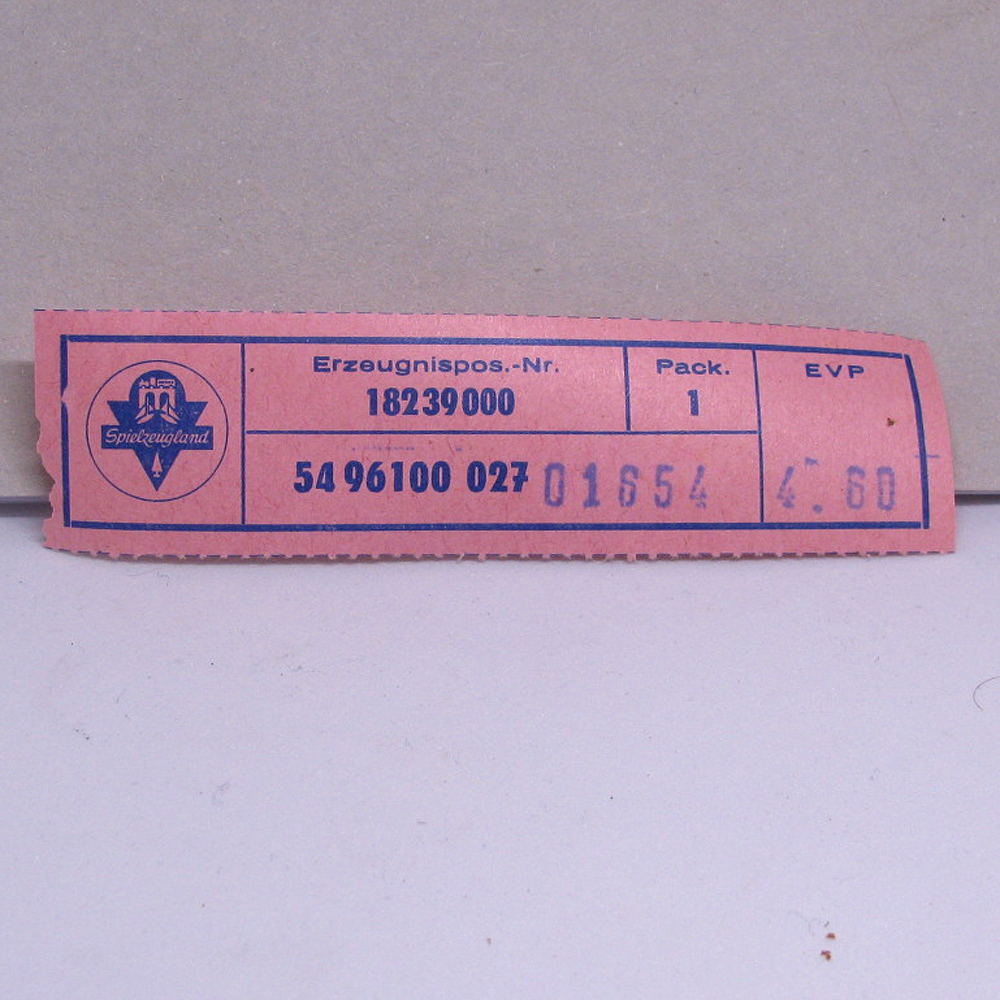 Spielzeugland
Erzeugnispos.-Nr.
18239000
Pack.
1
EVP
54 96100 027 01654
4.60